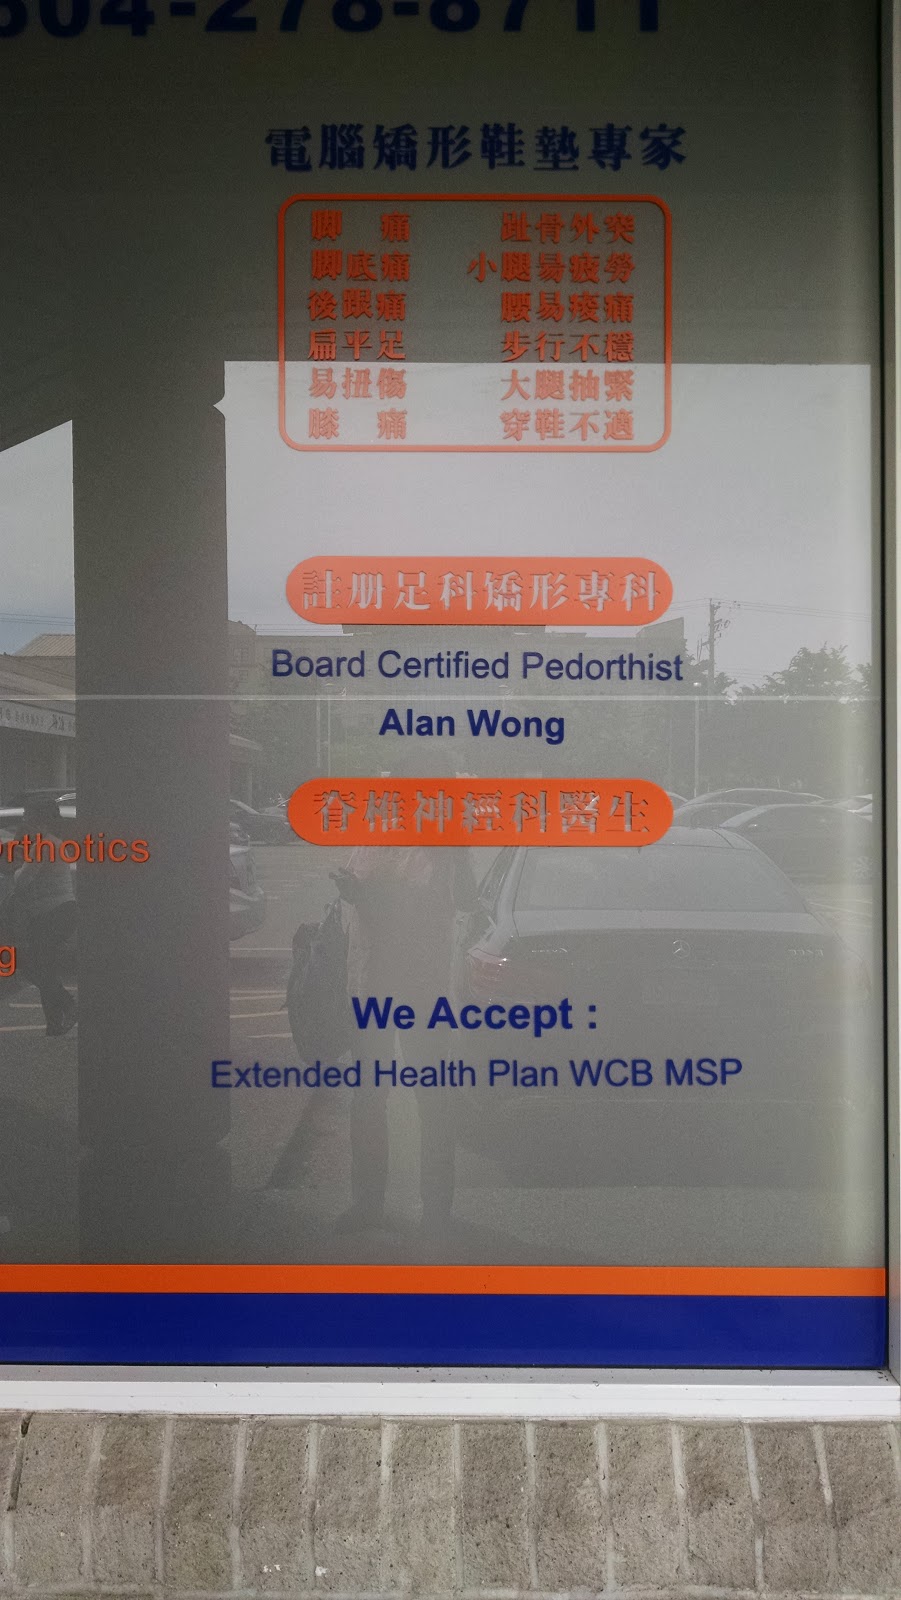 604-278-8711
電腦矯形鞋墊專家
腳 痛 趾骨外突
腳底痛 小腿易疲勞
後跟痛 腰易痠痛
扁平足 步行不穩
易扭傷 大腿抽緊
膝 痛 穿鞋不適
註册足科矯形專科
Board Certified Pedorthist
Alan Wong
脊椎神經科醫生
rthotics
g
We Accept :
Extended Health Plan WCB MSP